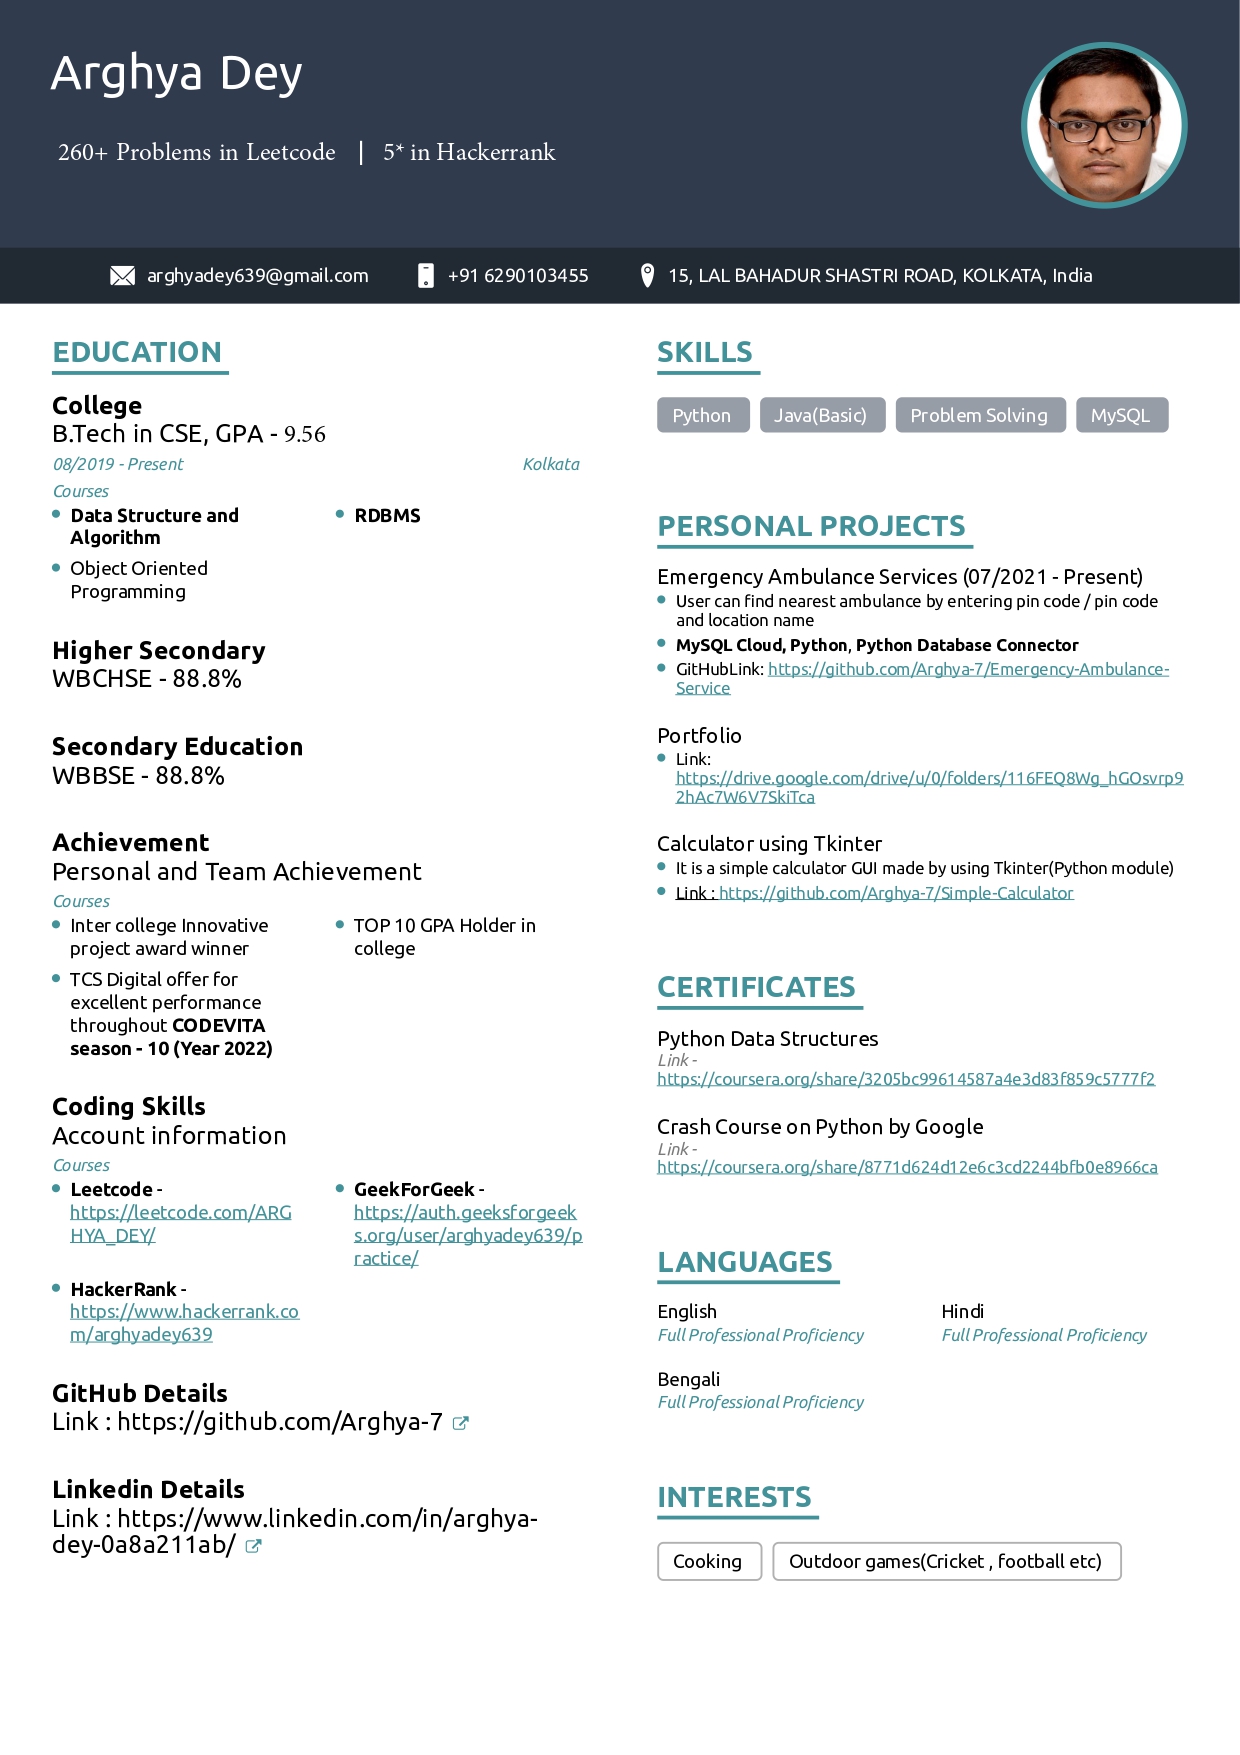 Arghya Dey
260+ Problems in Leetcode | 5* in Hackerrank
arghyadey639@gmail.com
+91 6290103455
15, LAL BAHADUR SHASTRI ROAD, KOLKATA, India
EDUCATION
College
B.Tech in CSE, GPA - 9.56
08/2019 - Present
Kolkata
Courses
Data Structure and
Algorithm
RDBMS
Object Oriented
Programming
Higher Secondary
WBCHSE - 88.8%
Secondary Education
WBBSE - 88.8%
Achievement
Personal and Team Achievement
Courses
Inter college Innovative
project award winner
TOP 10 GPA Holder in
college
TCS Digital offer for
excellent performance
throughout CODEVITA
season - 10 (Year 2022)
Coding Skills
Account information
Courses
Leetcode -
https://leetcode.com/ARG
HYA_DEY/
GeekForGeek -
https://auth.geeksforgeek
s.org/user/arghyadey639/p
ractice/
HackerRank -
https://www.hackerrank.co
m/arghyadey639
GitHub Details
Link : https://github.com/Arghya-7
Linkedin Details
Link : https://www.linkedin.com/in/arghya-
dey-0a8a211ab/
SKILLS
Python
Java(Basic)
Problem Solving
MySQL
PERSONAL PROJECTS
Emergency Ambulance Services (07/2021 - Present)
User can find nearest ambulance by entering pin code / pin code
and location name
MySQL Cloud, Python, Python Database Connector
GitHubLink: https://github.com/Arghya-7/Emergency-Ambulance-
Service
Portfolio
Link:
https://drive.google.com/drive/u/0/folders/116FEQ8Wg_hGOsvrp9
2hAc7W6V7SkiTca
Calculator using Tkinter
It is a simple calculator GUI made by using Tkinter(Python module)
Link : https://github.com/Arghya-7/Simple-Calculator
CERTIFICATES
Python Data Structures
Link -
https://coursera.org/share/3205bc99614587a4e3d83f859c5777f2
Crash Course on Python by Google
Link -
https://coursera.org/share/8771d624d12e6c3cd2244bfb0e8966ca
LANGUAGES
English
Full Professional Proficiency
Hindi
Full Professional Proficiency
Bengali
Full Professional Proficiency
INTERESTS
Cooking
Outdoor games(Cricket , football etc)